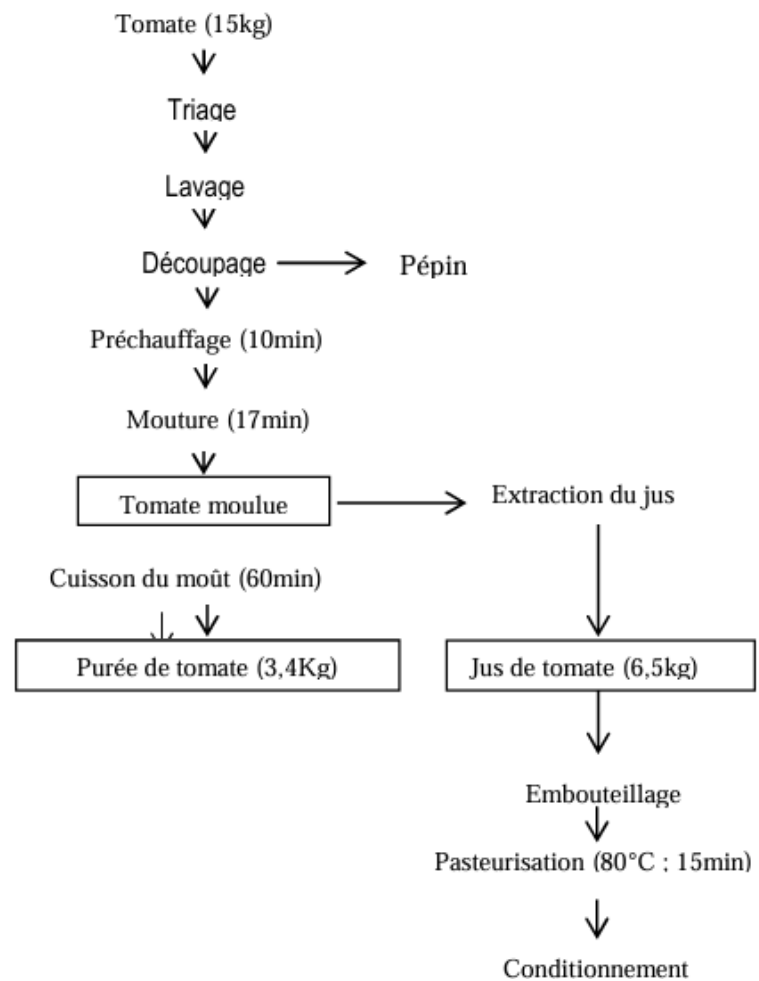 Tomate (15kg)
Triage
Lavage
Découpage
Pépin
Préchauffage (10min)
Mouture (17min)
Tomate moulue
Extraction du jus
Cuisson du moût (60min)
Purée de tomate (3,4Kg)
Jus de tomate (6,5kg)
Embouteillage
Pasteurisation (80°C ; 15min)
Conditionnement